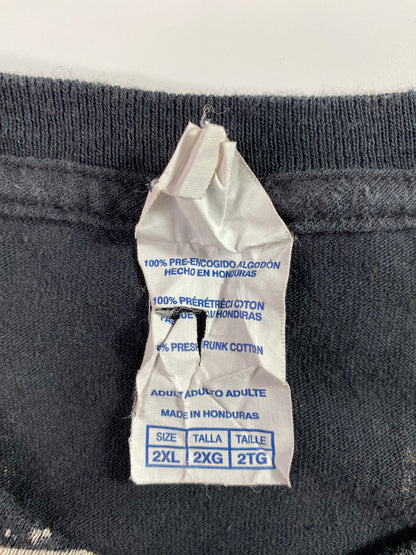 100% PRE-ENCOGIDO ALGODÓN
HECHO EN HONDURAS
100% PRÉRÉTRÉCI COTON
HONDURAS
PRESHRUNK COTTON
ADULT ADULTO ADULTE
MADE IN HONDURAS
SIZE TALLA TAILLE
2XL 2XG 2TG